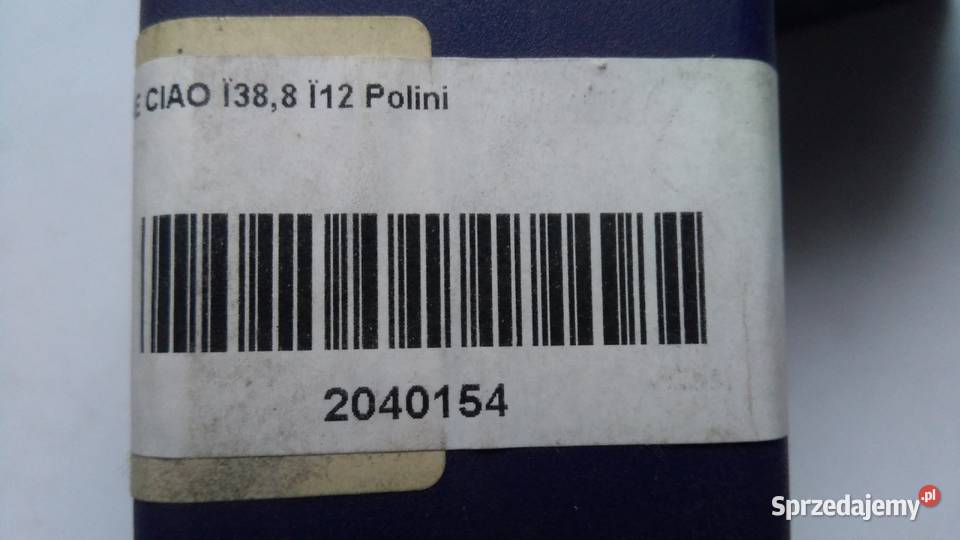 E CIAO Ï38,8 Ï12 Polini
2040154
Sprzedajemy.pl